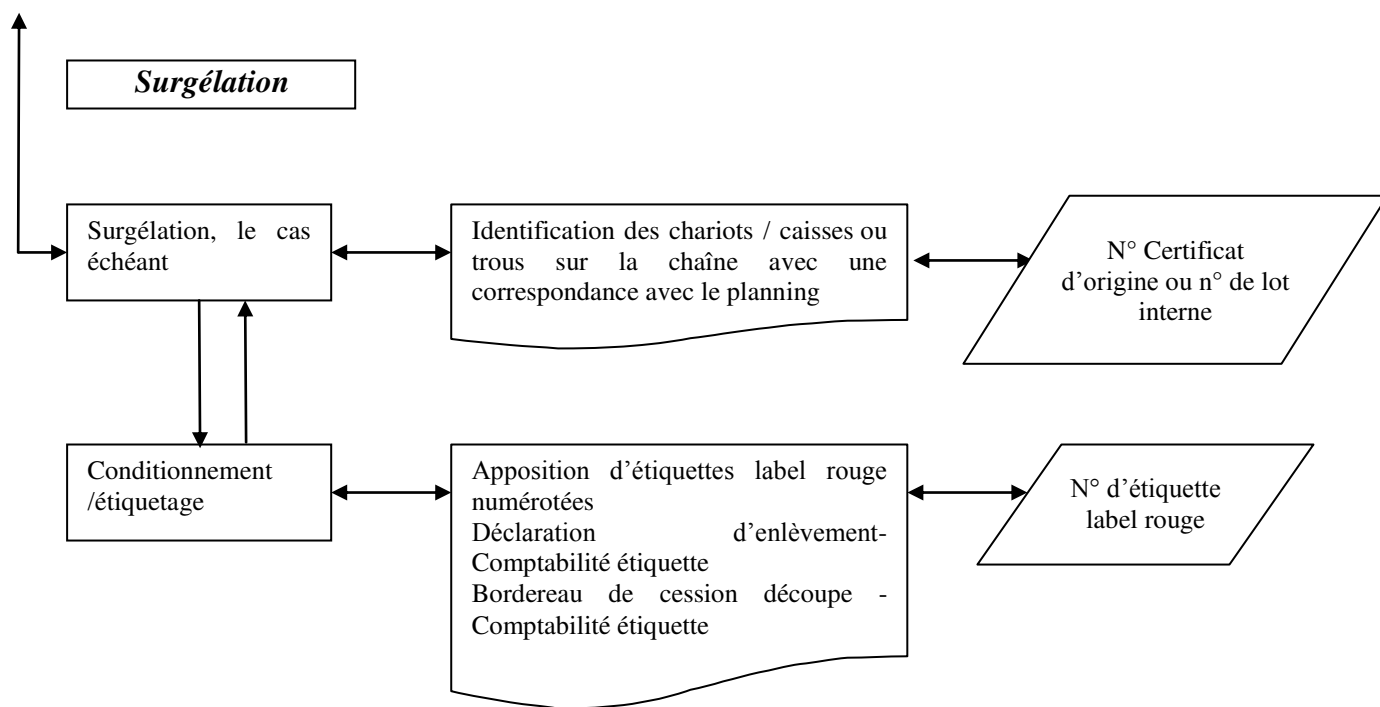 Surgélation
Surgélation, le cas
échéant
Identification des chariots / caisses ou
trous sur la chaîne avec une
correspondance avec le planning
N° Certificat
d'origine ou n° de lot
interne
Conditionnement
/étiquetage
Apposition d'étiquettes label rouge
numérotées
Déclaration d'enlèvement-
Comptabilité étiquette
Bordereau de cession découpe -
Comptabilité étiquette
N° d'étiquette
label rouge